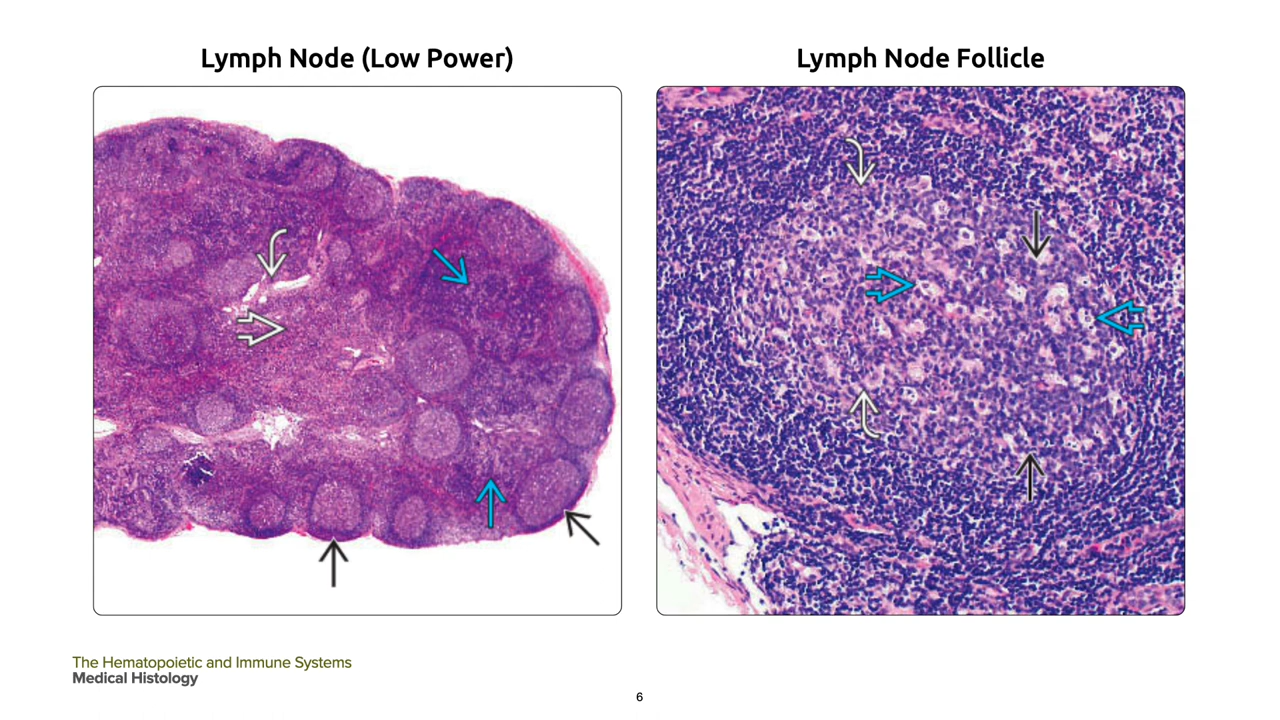 Lymph Node (Low Power)
Lymph Node Follicle
The Hematopoietic and Immune Systems
Medical Histology
6